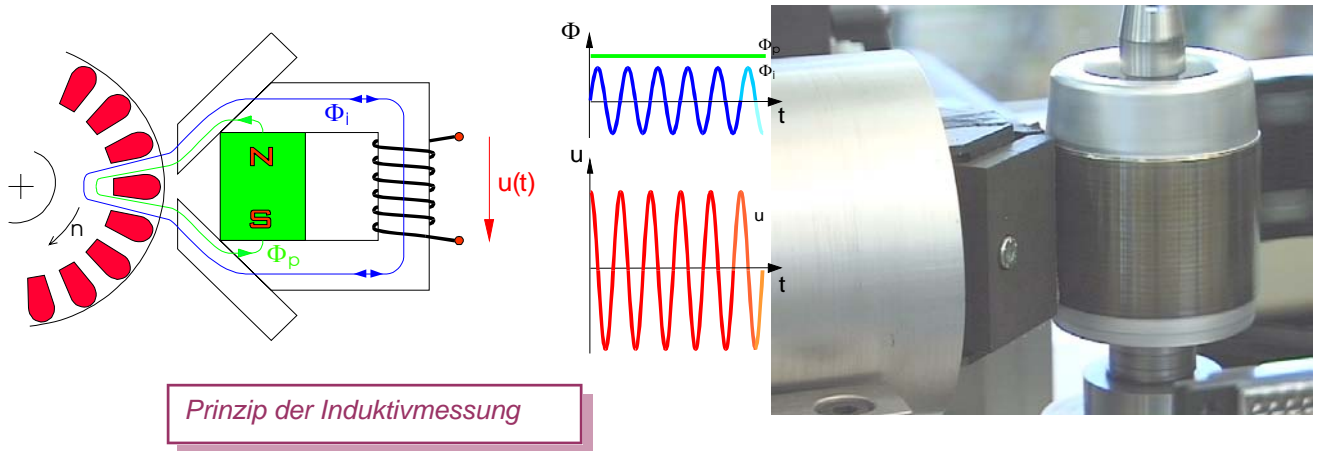 Φ
Φp
Φi
t
N
Φi
u
u(t)
S
n
Φp
u
t
Prinzip der Induktivmessung